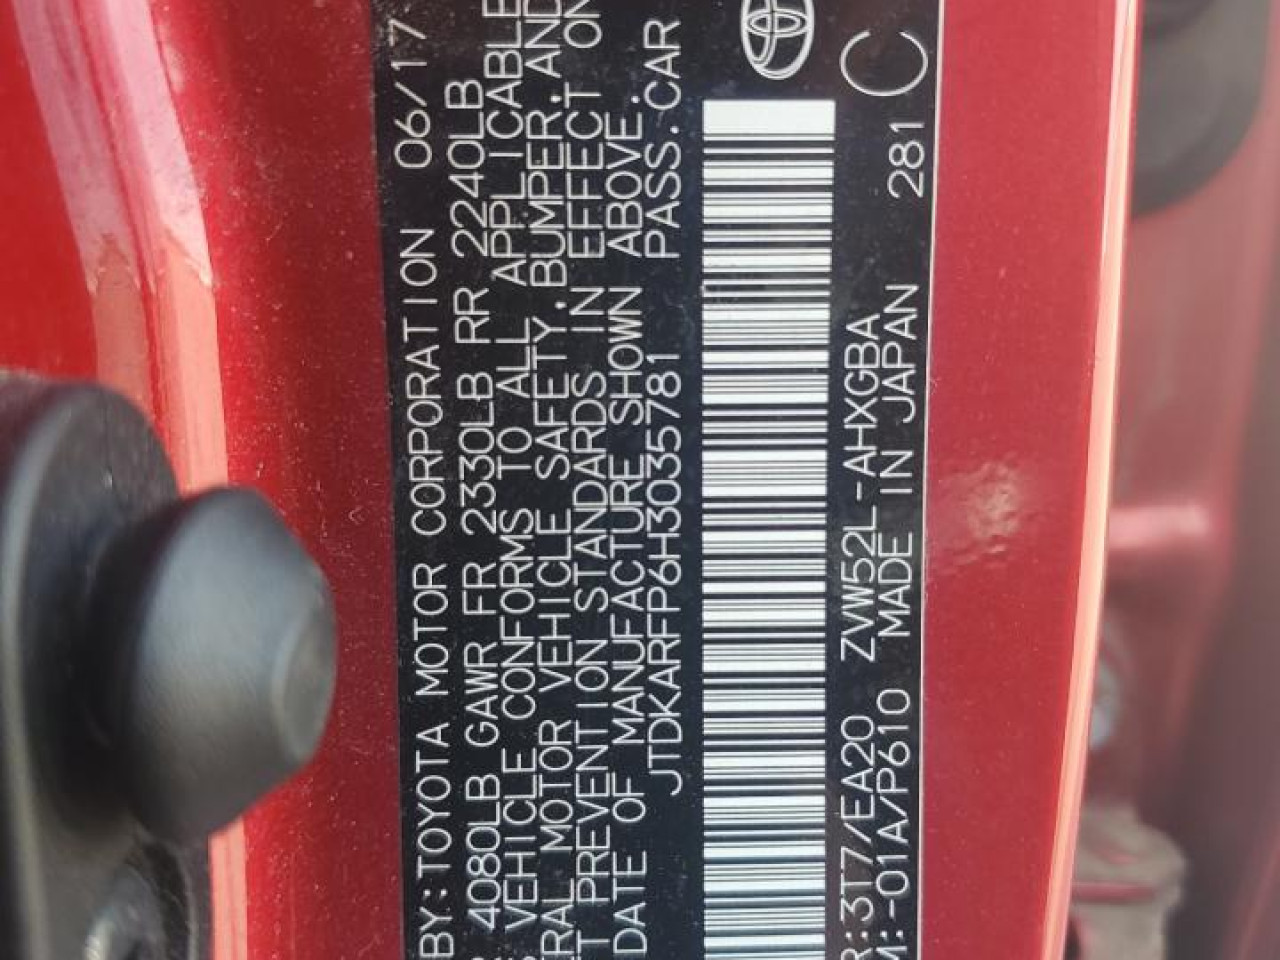 BY:TOYOTA MOTOR CORPORATION 06/17
4080LB GAWR FR 2330LB RR 2240LB
VEHICLE CONFORMS TO ALL APPLICABLE
ERAL MOTOR VEHICLE SAFETY, BUMPER, AND
T PREVENTION STANDARDS IN EFFECT ON
DATE OF MANUFACTURE SHOWN ABOVE.
JTDKARFP6H3035781 PASS.CAR
R:3T7/EA20 ZVW52L-AHXGBA C
M:-01A/P610 MADE IN JAPAN 281